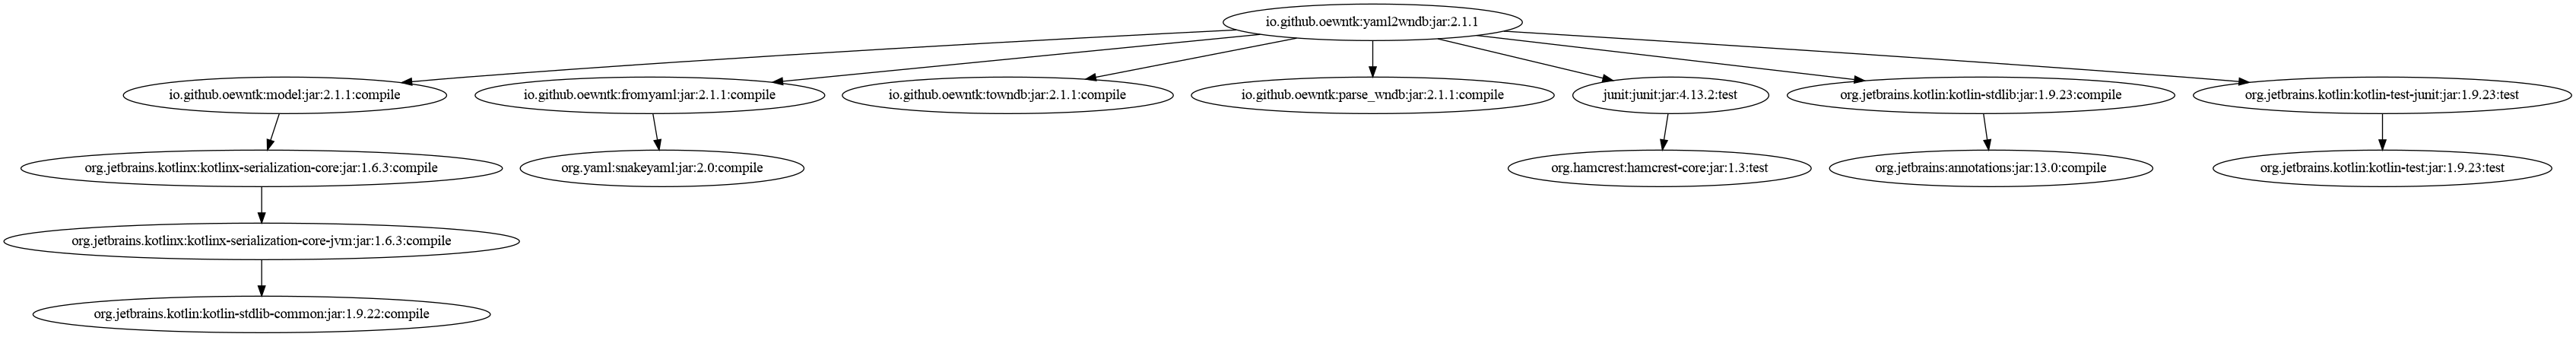 io.github.oewntk:yaml2wndb:jar:2.1.1
io.github.oewntk:model:jar:2.1.1:compile
io.github.oewntk:fromyaml:jar:2.1.1:compile
io.github.oewntk:towndb:jar:2.1.1:compile
io.github.oewntk:parse_wndb:jar:2.1.1:compile
junit:junit:jar:4.13.2:test
org.jetbrains.kotlin:kotlin-stdlib:jar:1.9.23:compile
org.jetbrains.kotlin:kotlin-test-junit:jar:1.9.23:test
org.jetbrains.kotlinx:kotlinx-serialization-core:jar:1.6.3:compile
org.yaml:snakeyaml:jar:2.0:compile
org.hamcrest:hamcrest-core:jar:1.3:test
org.jetbrains:annotations:jar:13.0:compile
org.jetbrains.kotlin:kotlin-test:jar:1.9.23:test
org.jetbrains.kotlinx:kotlinx-serialization-core-jvm:jar:1.6.3:compile
org.jetbrains.kotlin:kotlin-stdlib-common:jar:1.9.22:compile